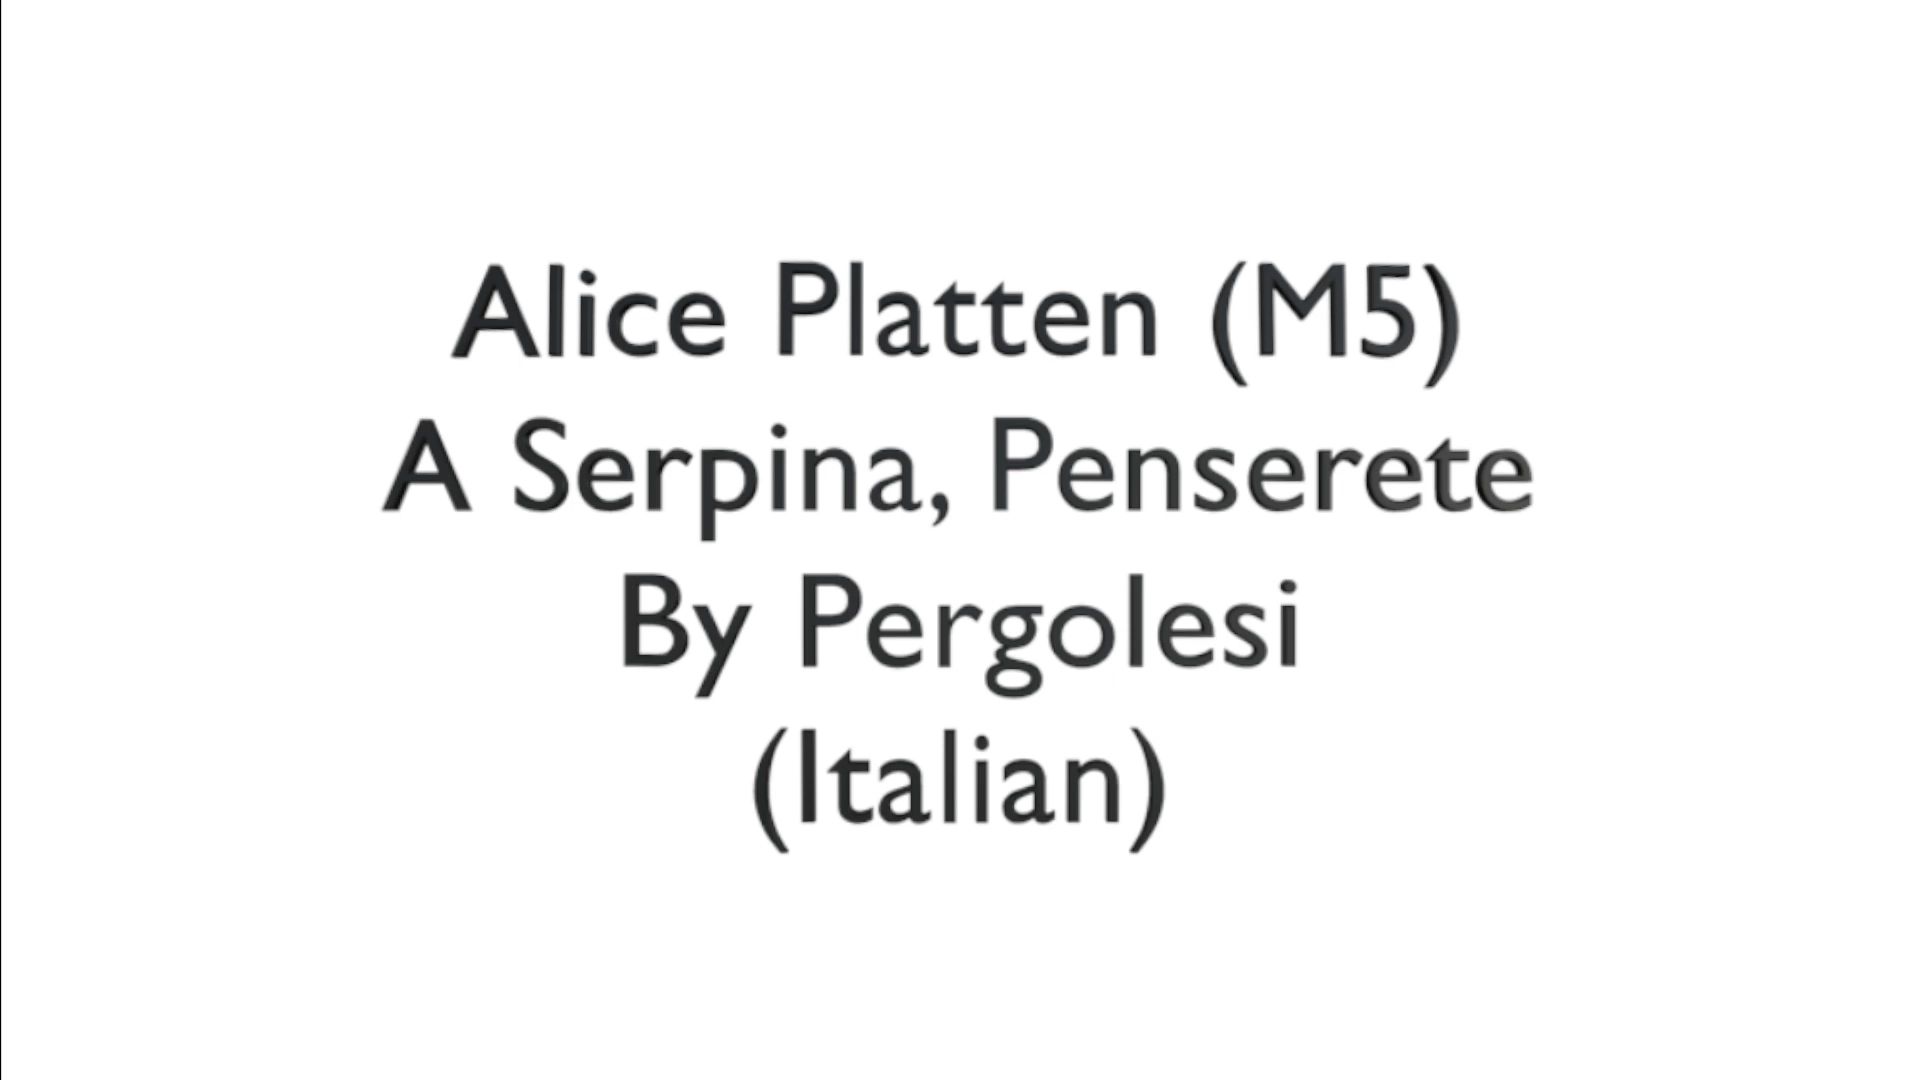 Alice Platten (M5)
A Serpina, Penserete
By Pergolesi
(Italian)